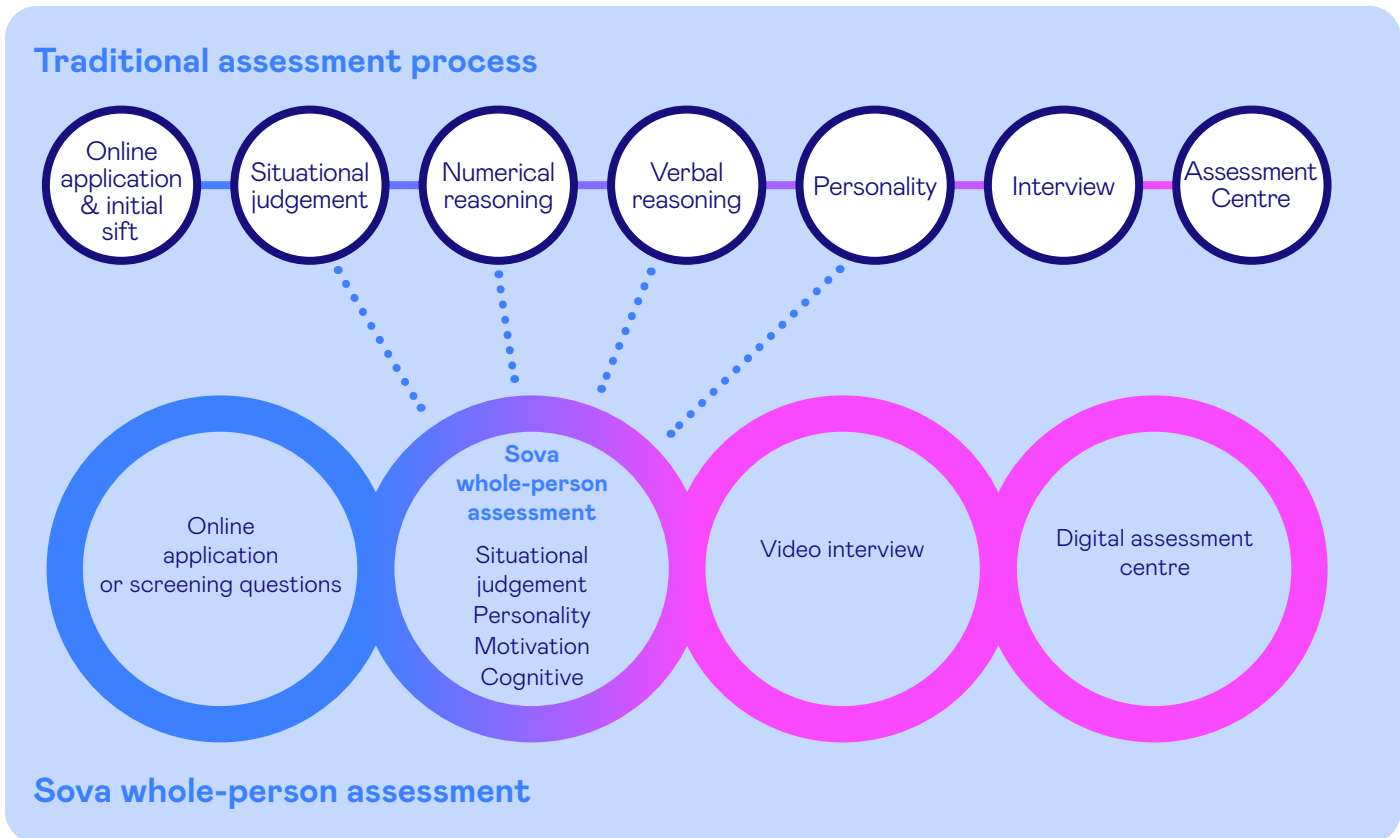 Traditional assessment process
Online
application
& initial
sift
Situational
judgement
Numerical
reasoning
Verbal
reasoning
Personality
Interview
Assessment
Centre
Online
application
or screening questions
Sova
whole-person
assessment
Situational
judgement
Personality
Motivation
Cognitive
Video interview
Digital assessment
centre
Sova whole-person assessment